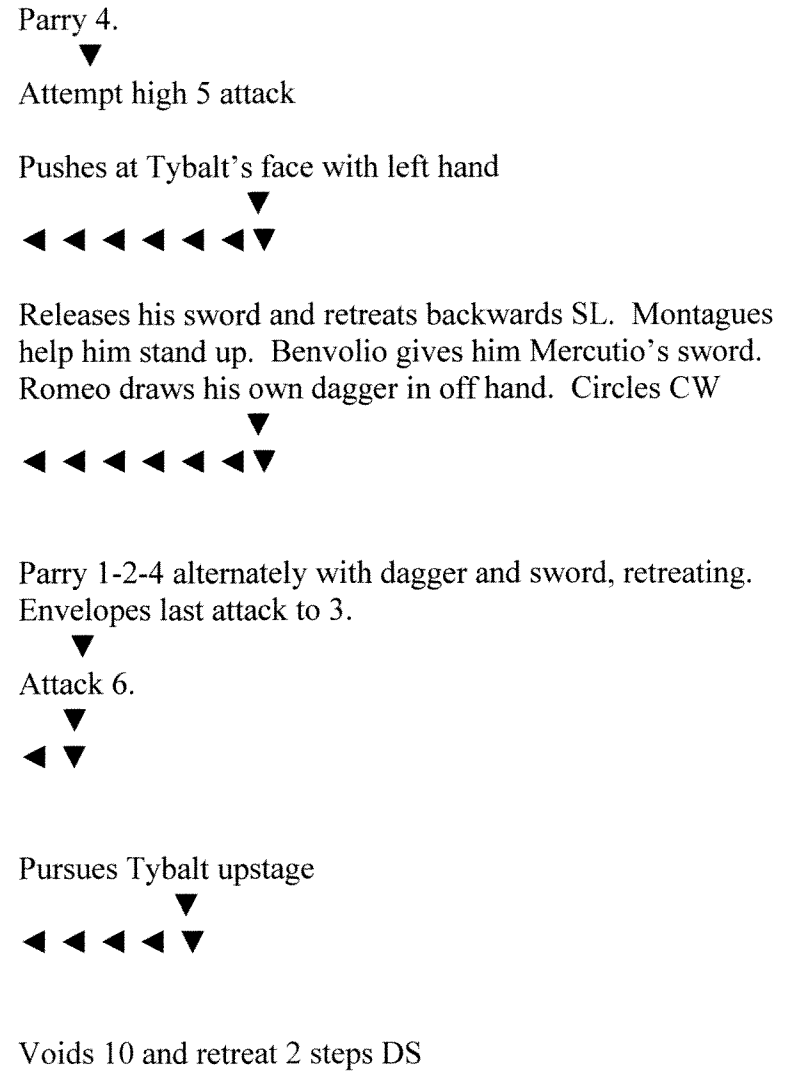 Parry 4.
▼
Attempt high 5 attack
Pushes at Tybalt's face with left hand
▼
◄ ◄ ◄ ◄ ◄ ◄ ▼
Releases his sword and retreats backwards SL. Montagues
help him stand up. Benvolio gives him Mercutio's sword.
Romeo draws his own dagger in off hand. Circles CW
▼
◄ ◄ ◄ ◄ ◄ ◄ ▼
Parry 1-2-4 alternately with dagger and sword, retreating.
Envelopes last attack to 3.
▼
Attack 6.
▼
◄ ▼
Pursues Tybalt upstage
▼
◄ ◄ ◄ ◄ ▼
Voids 10 and retreat 2 steps DS